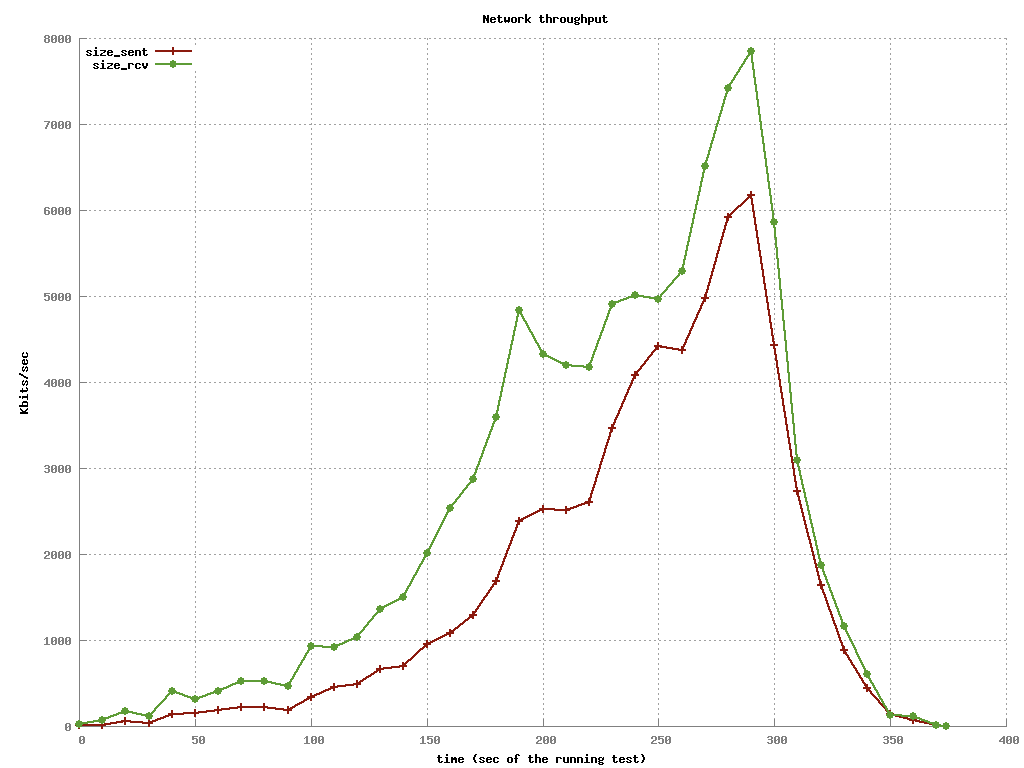 Network throughput
8000
size_sent
size_rcv
7000
6000
5000
4000
3000
2000
1000
0
Kbits/sec
0 50 100 150 200 250 300 350 400
time (sec of the running test)